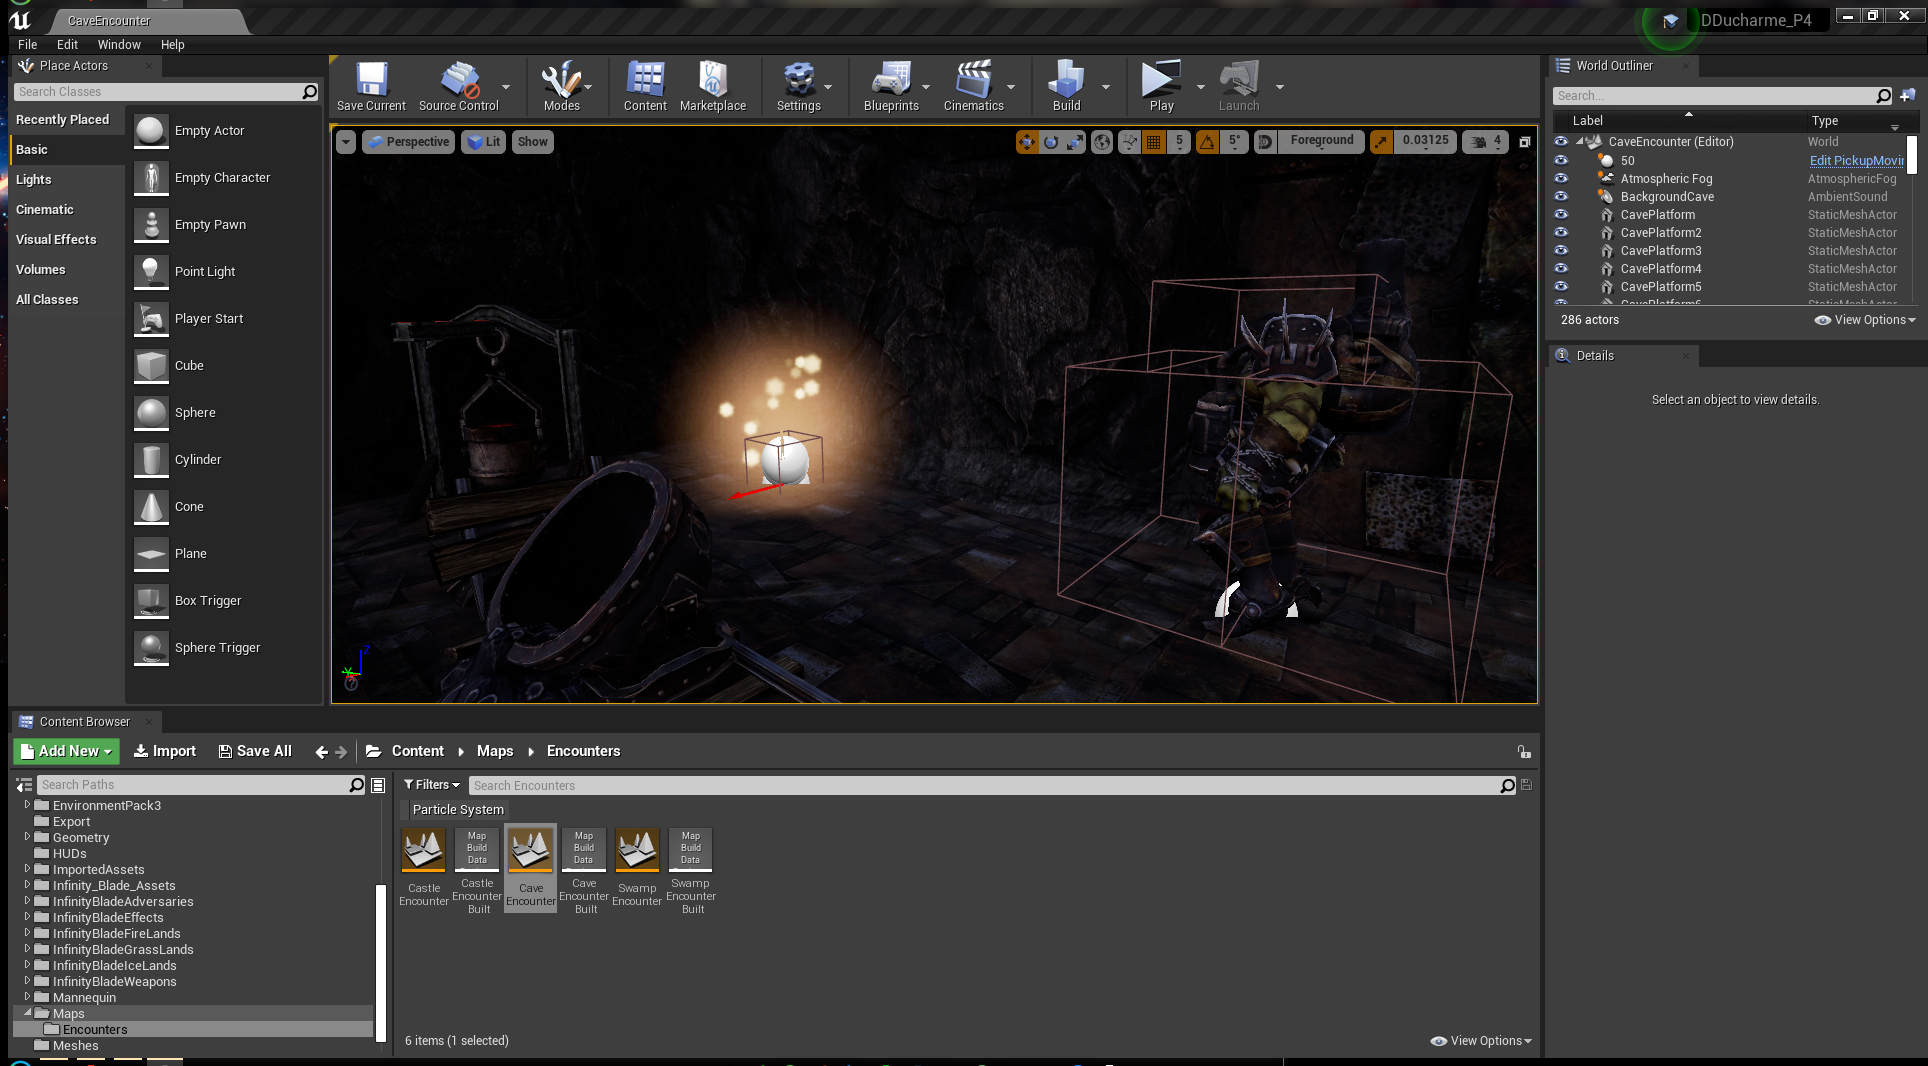 CaveEncounter
DDucharme_P4
File Edit Window Help
Place Actors
Search Classes
Recently Placed
Basic
Lights
Cinematic
Visual Effects
Volumes
All Classes
Empty Actor
Empty Character
Empty Pawn
Point Light
Player Start
Cube
Sphere
Cylinder
Cone
Plane
Box Trigger
Sphere Trigger
Save Current Source Control Modes Content Marketplace Settings Blueprints Cinematics Build Play Launch
Perspective Lit Show 5 5° Foreground 0.03125 4
Z
World Outliner
Search...
Label Type
CaveEncounter (Editor) World
50 Edit PickupMovin
Atmospheric Fog AtmosphericFog
BackgroundCave AmbientSound
CavePlatform StaticMeshActor
CavePlatform2 StaticMeshActor
CavePlatform3 StaticMeshActor
CavePlatform4 StaticMeshActor
CavePlatform5 StaticMeshActor
CavePlatform6 StaticMeshActor
286 actors View Options
Details
Select an object to view details.
Content Browser
Add New Import Save All Content Maps Encounters
Search Paths
EnvironmentPack3
Export
Geometry
HUDs
ImportedAssets
Infinity_Blade_Assets
InfinityBladeAdversaries
InfinityBladeEffects
InfinityBladeFireLands
InfinityBladeGrassLands
InfinityBladeIceLands
InfinityBladeWeapons
Mannequin
Maps
Encounters
Meshes
Filters Search Encounters
Particle System
Castle
Encounter
Map
Build
Data
Castle
Encounter
Built
Cave
Encounter
Map
Build
Data
Cave
Encounter
Built
Swamp
Encounter
Map
Build
Data
Swamp
Encounter
Built
6 items (1 selected) View Options